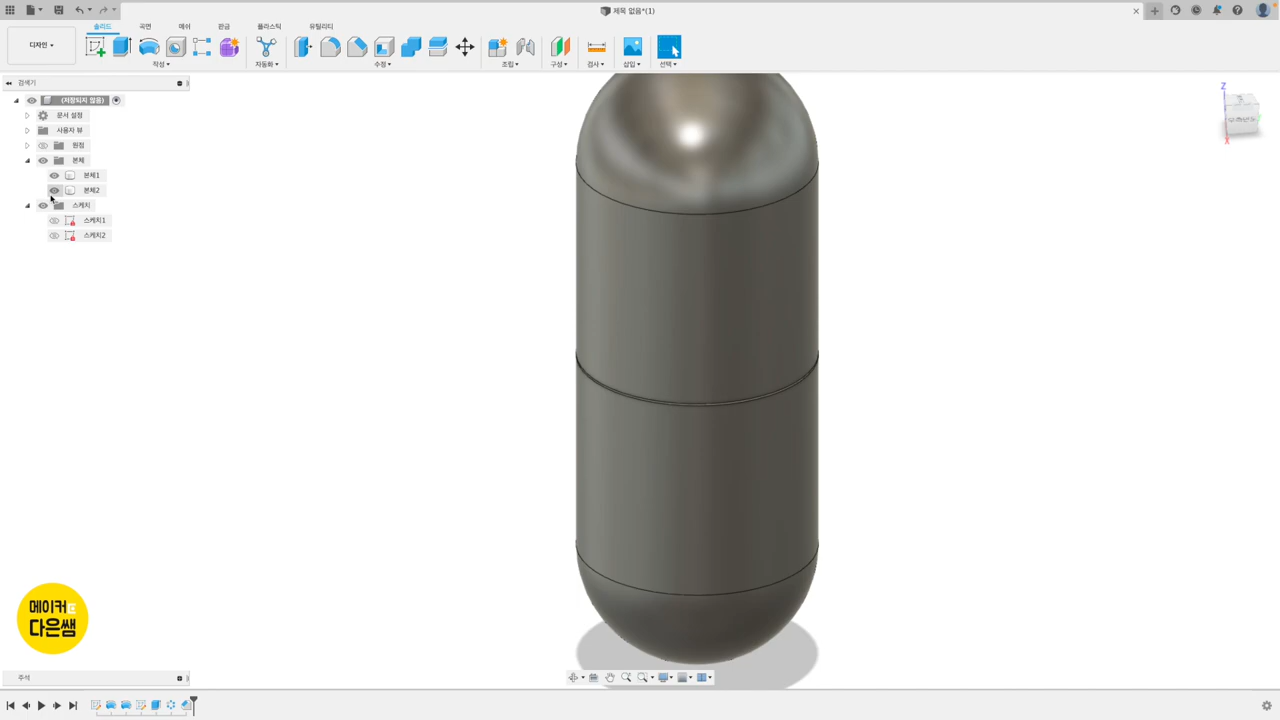 제목 없음*(1)
디자인
솔리드
곡면
메쉬
판금
플라스틱
유틸리티
작성
자동화
수정
조립
구성
검사
삽입
선택
검색기
(저장되지 않음)
문서 설정
사용자 뷰
원점
본체
본체1
본체2
스케치
스케치1
스케치2
Z
X
메이커
다은쌤
주석